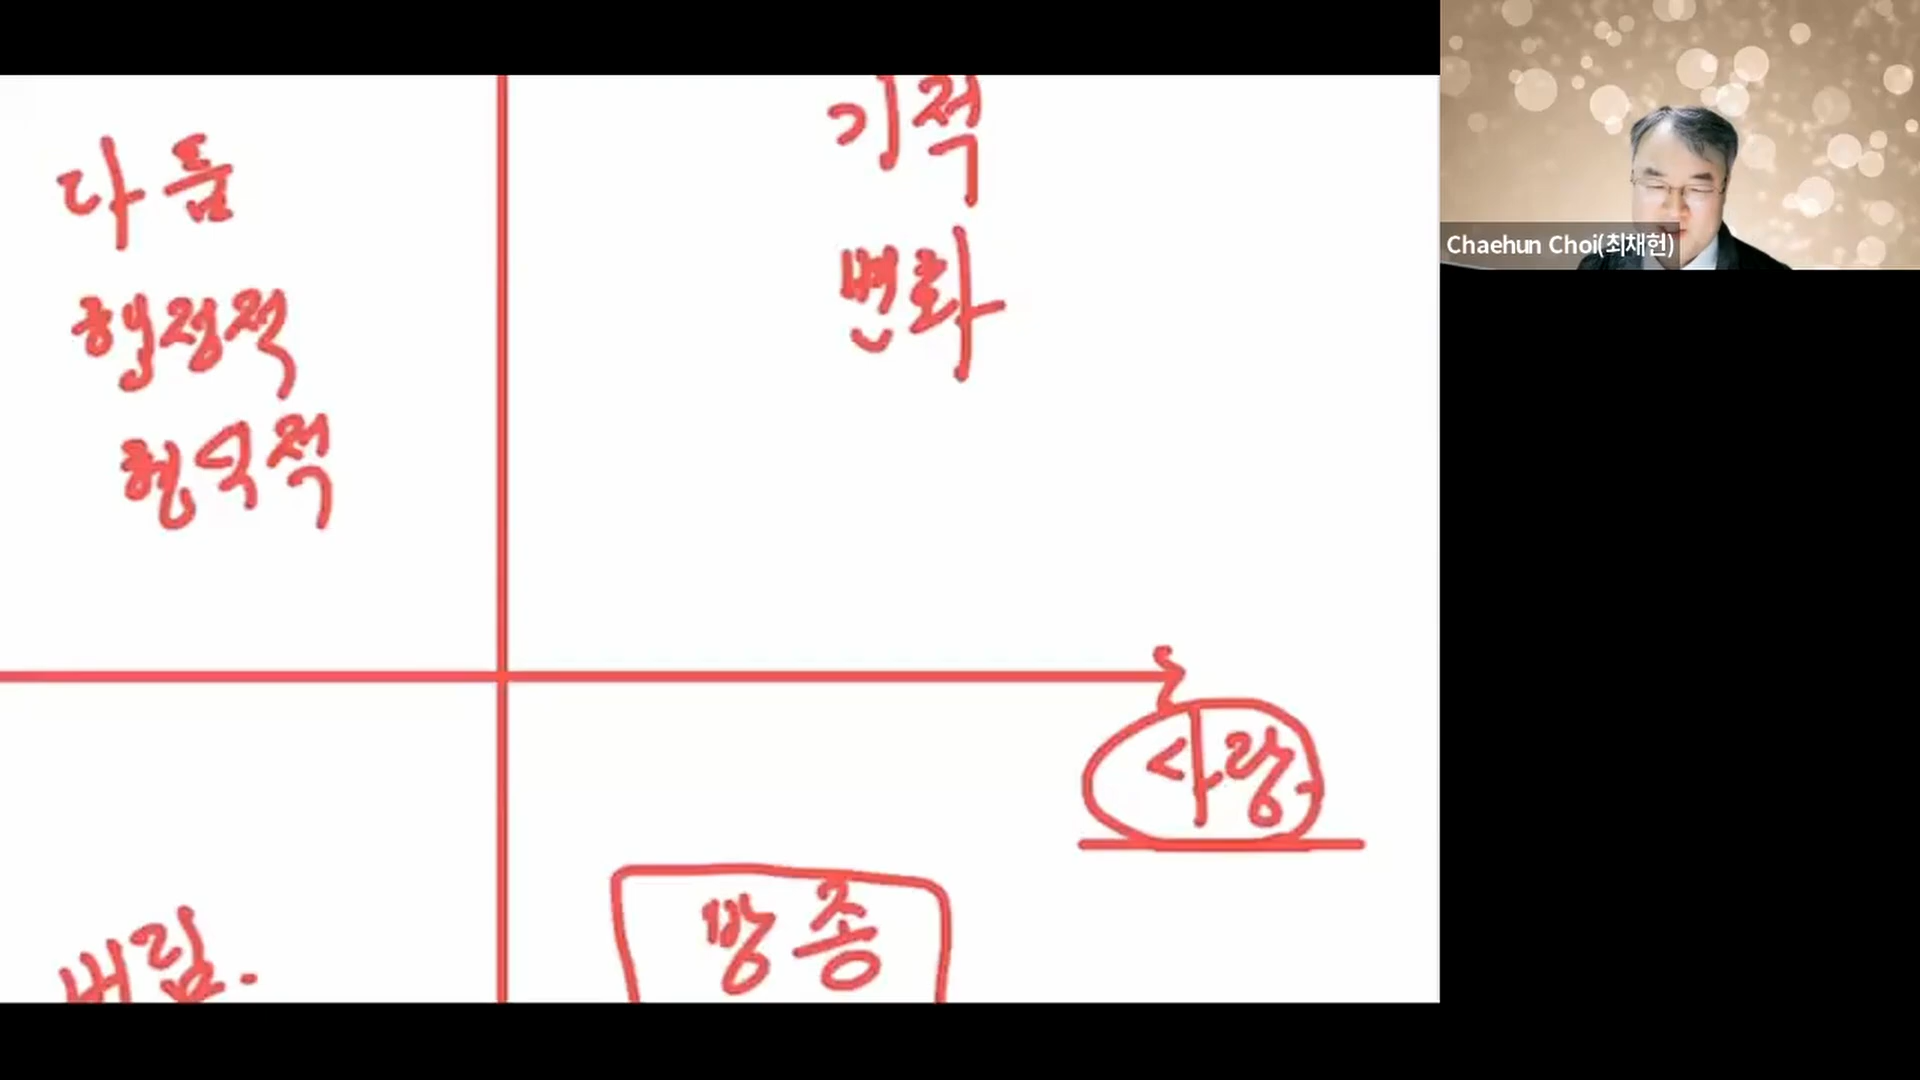 다듬
행정적
형식적
기적
변화
사랑
방종
버림.
Chaehun Choi(최채헌)